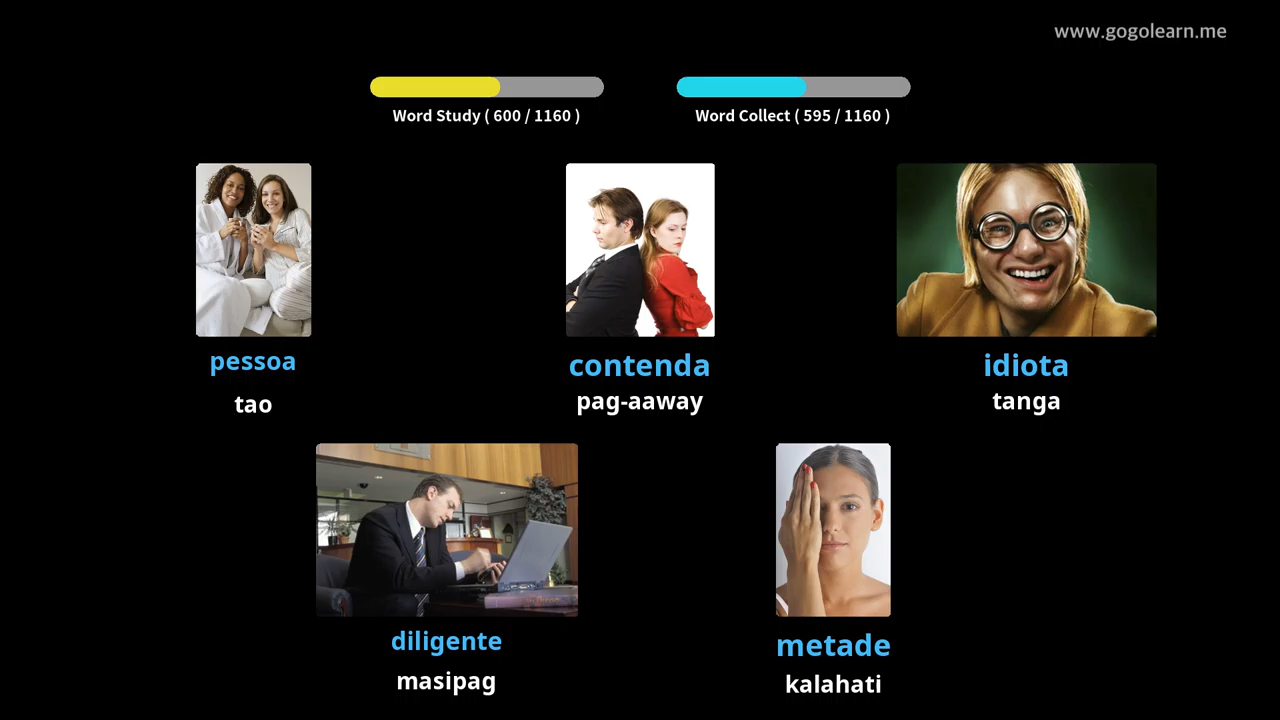 www.gogolearn.me
Word Study ( 600 / 1160 )
Word Collect ( 595 / 1160 )
pessoa
tao
contenda
pag-aaway
idiota
tanga
diligente
masipag
metade
kalahati